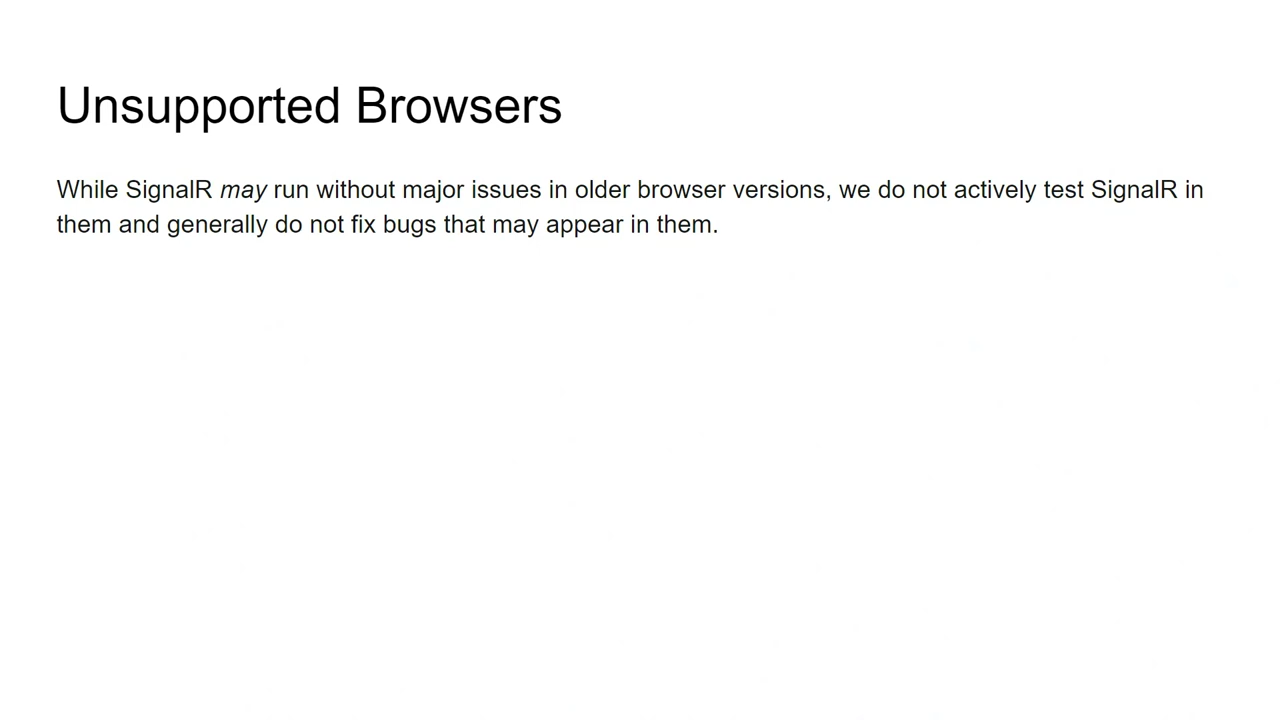 Unsupported Browsers
While SignalR may run without major issues in older browser versions, we do not actively test SignalR in
them and generally do not fix bugs that may appear in them.